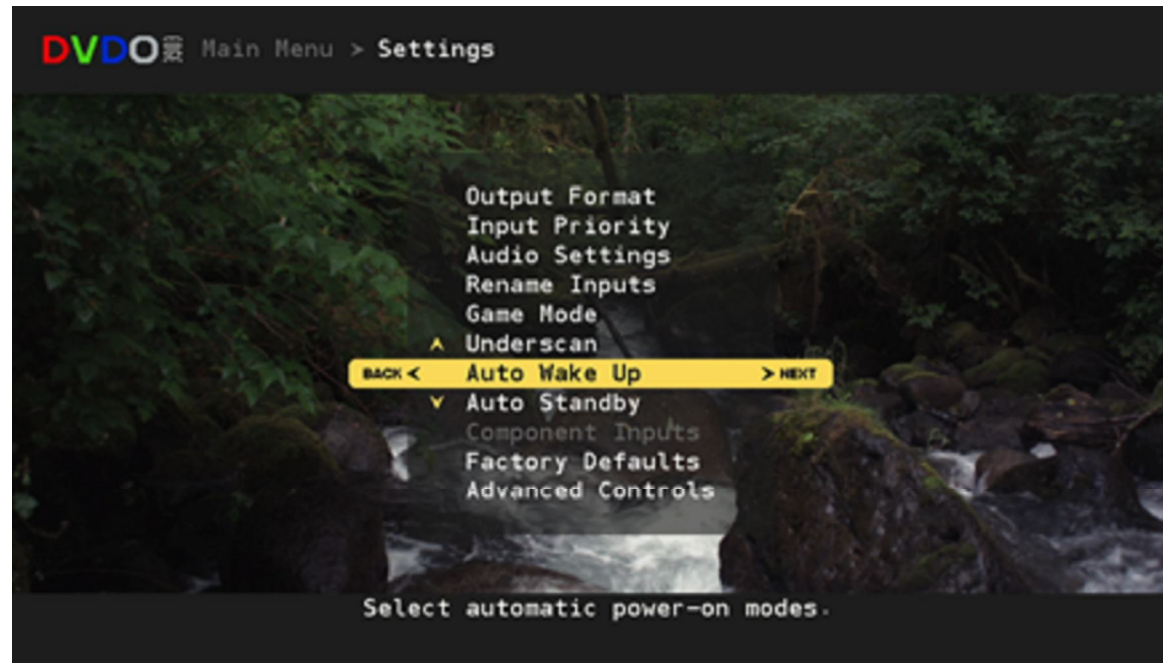 DVDO Main Menu > Settings
Output Format
Input Priority
Audio Settings
Rename Inputs
Game Mode
Underscan
BACK < Auto Wake Up > NEXT
Auto Standby
Component Inputs
Factory Defaults
Advanced Controls
Select automatic power-on modes.